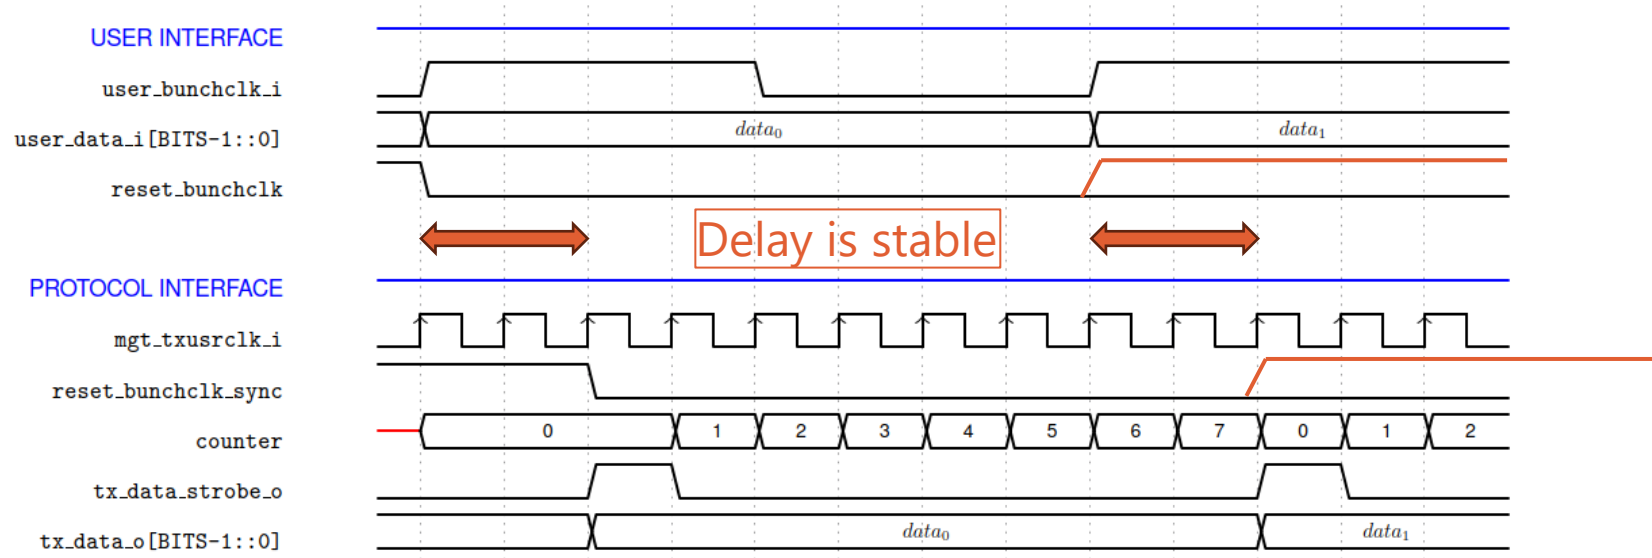 USER INTERFACE
user_bunchclk_i
user_data_i[BITS-1::0] data₀ data₁
reset_bunchclk
Delay is stable
PROTOCOL INTERFACE
mgt_txusrclk_i
reset_bunchclk_sync
counter 0 1 2 3 4 5 6 7 0 1 2
tx_data_strobe_o
tx_data_o[BITS-1::0] data₀ data₁